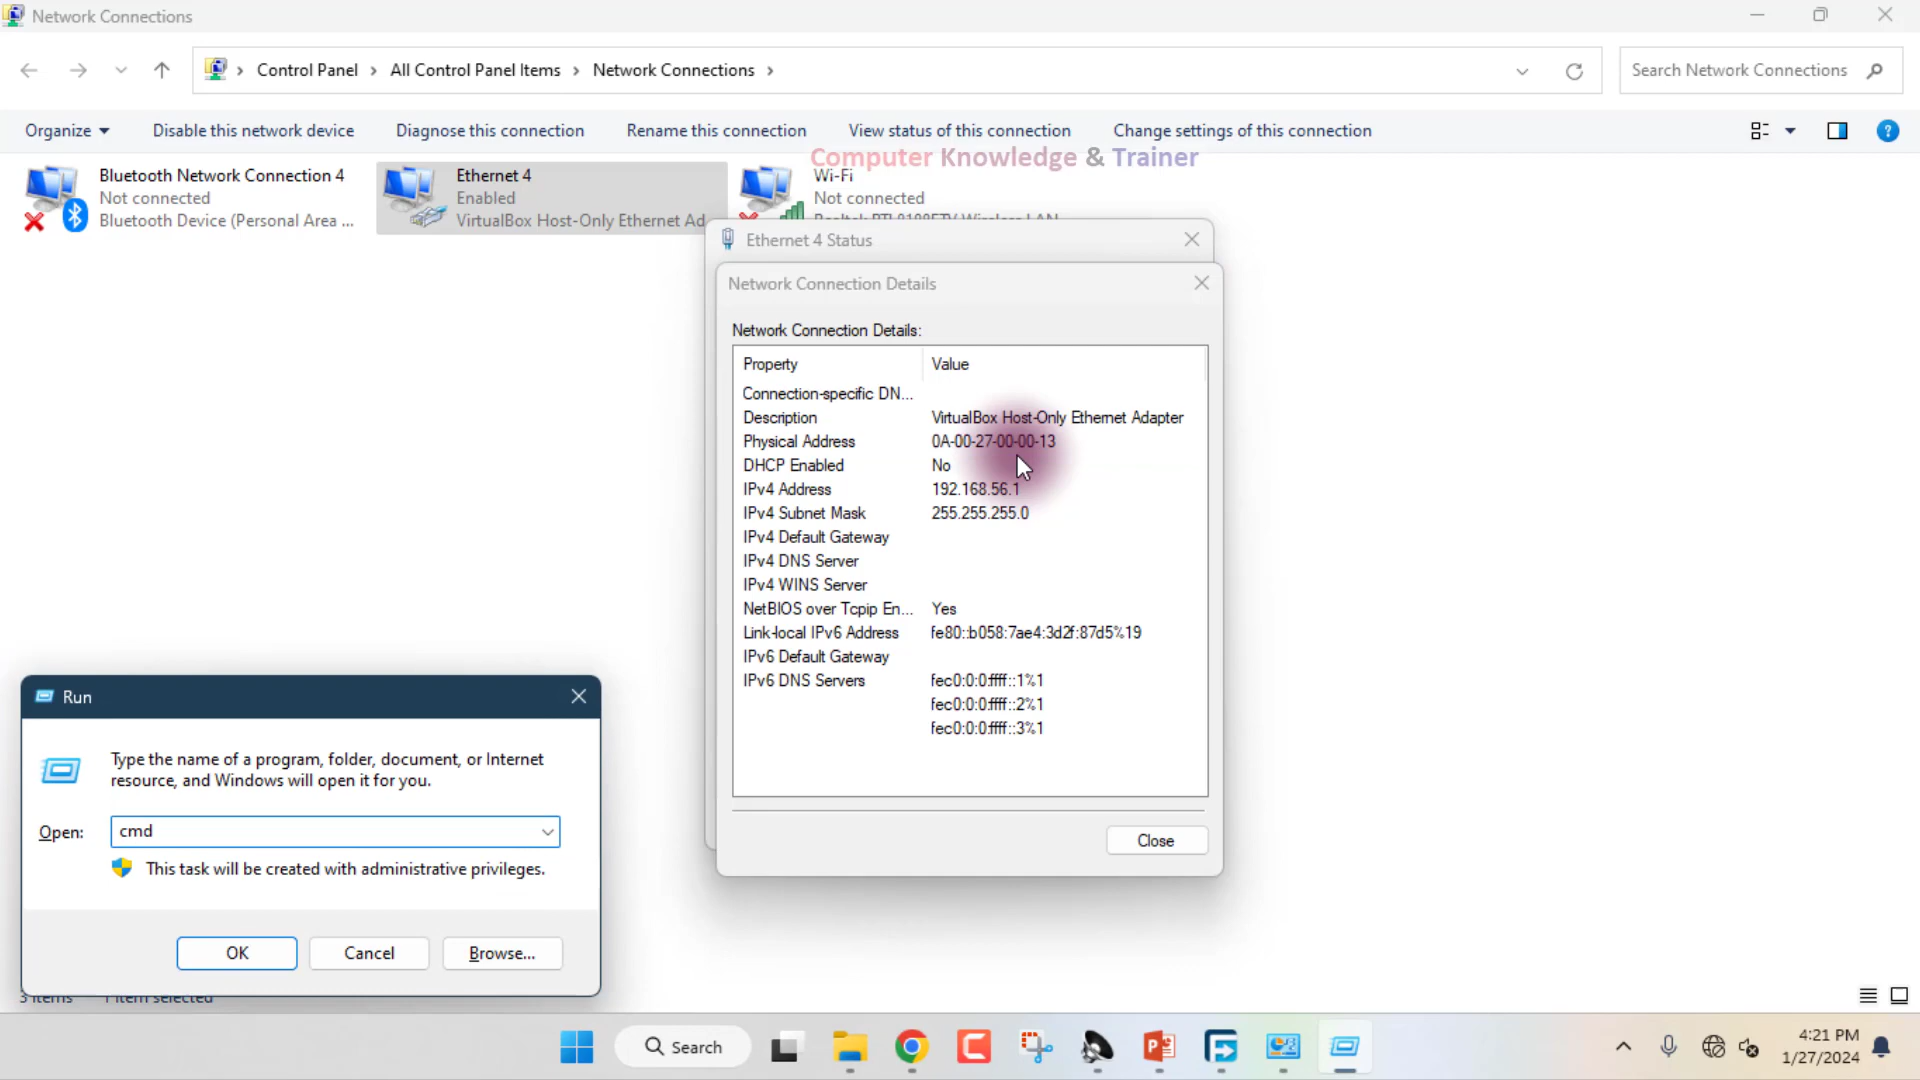 Network Connections
Control Panel > All Control Panel Items > Network Connections >
Search Network Connections
Organize
Disable this network device
Diagnose this connection
Rename this connection
View status of this connection
Change settings of this connection
Computer Knowledge & Trainer
Bluetooth Network Connection 4
Not connected
Bluetooth Device (Personal Area ...
Ethernet 4
Enabled
VirtualBox Host-Only Ethernet Ad...
Wi-Fi
Not connected
Ethernet 4 Status
Network Connection Details
Network Connection Details:
Property Value
Connection-specific DN...
Description VirtualBox Host-Only Ethernet Adapter
Physical Address 0A-00-27-00-00-13
DHCP Enabled No
IPv4 Address 192.168.56.1
IPv4 Subnet Mask 255.255.255.0
IPv4 Default Gateway
IPv4 DNS Server
IPv4 WINS Server
NetBIOS over Tcpip En... Yes
Link-local IPv6 Address fe80::b058:7ae4:3d2f:87d5%19
IPv6 Default Gateway
IPv6 DNS Servers fec0:0:0:ffff::1%1
fec0:0:0:ffff::2%1
fec0:0:0:ffff::3%1
Close
Run
Type the name of a program, folder, document, or Internet
resource, and Windows will open it for you.
Open: cmd
This task will be created with administrative privileges.
OK
Cancel
Browse...
3 items 1 item selected
Search
4:21 PM
1/27/2024